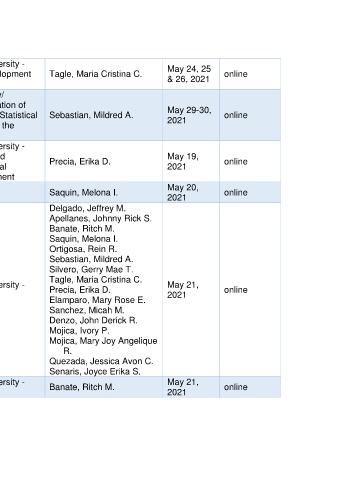 ersity -
lopment
Tagle, Maria Cristina C.
May 24, 25
& 26, 2021
online
/
ation of
Statistical
the
Sebastian, Mildred A.
May 29-30,
2021
online
ersity -
d
al
ment
Precia, Erika D.
May 19,
2021
online
Saquin, Melona I.
May 20,
2021
online
ersity -
Delgado, Jeffrey M.
Apellanes, Johnny Rick S.
Banate, Ritch M.
Saquin, Melona I.
Ortigosa, Rein R.
Sebastian, Mildred A.
Silvero, Gerry Mae T.
Tagle, Maria Cristina C.
Precia, Erika D.
Elamparo, Mary Rose E.
Sanchez, Micah M.
Denzo, John Derick R.
Mojica, Ivory P.
Mojica, Mary Joy Angelique
R.
Quezada, Jessica Avon C.
Senaris, Joyce Erika S.
May 21,
2021
online
ersity -
Banate, Ritch M.
May 21,
2021
online